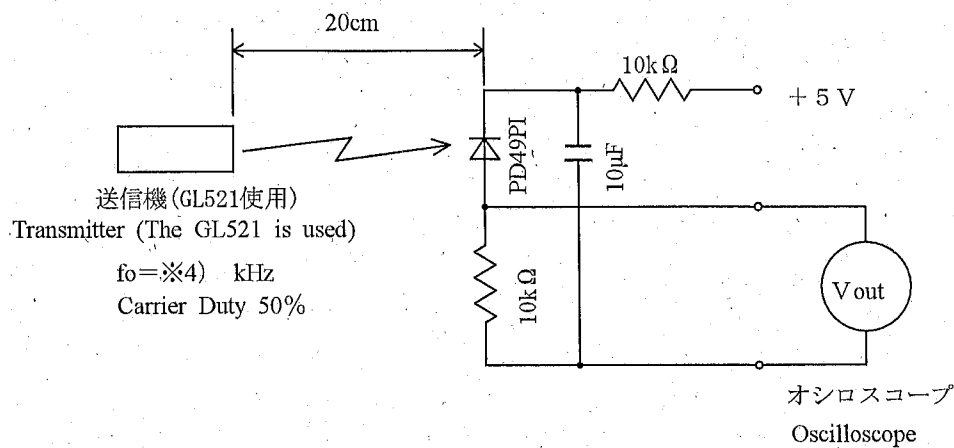 20cm
10kΩ
＋５V
PD49PI
10μF
送信機(GL521使用)
Transmitter (The GL521 is used)
fo＝※4) kHz
Carrier Duty 50%
10kΩ
Vout
オシロスコープ
Oscilloscope